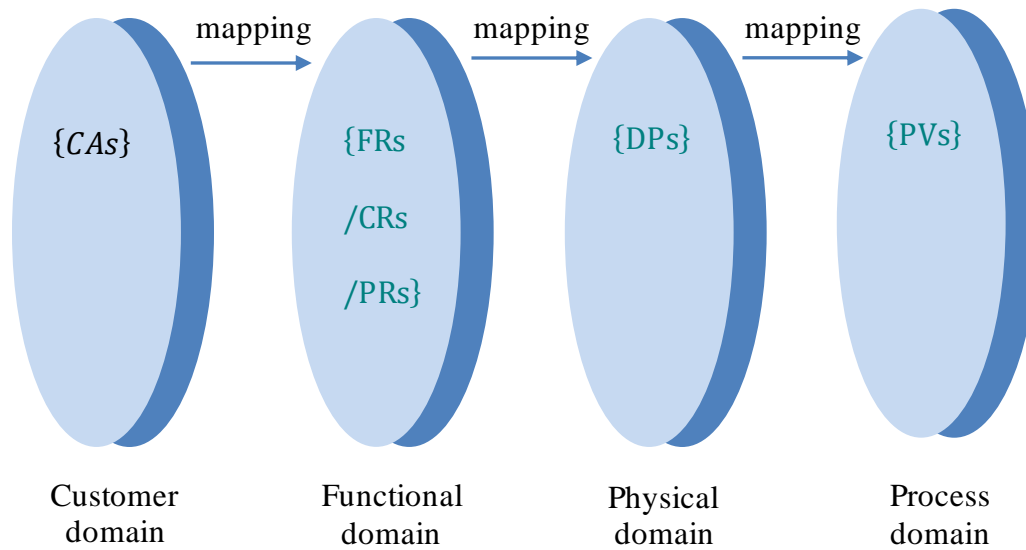 mapping
mapping
mapping
{CAs}
{FRs
/CRs
/PRs}
{DPs}
{PVs}
Customer
domain
Functional
domain
Physical
domain
Process
domain